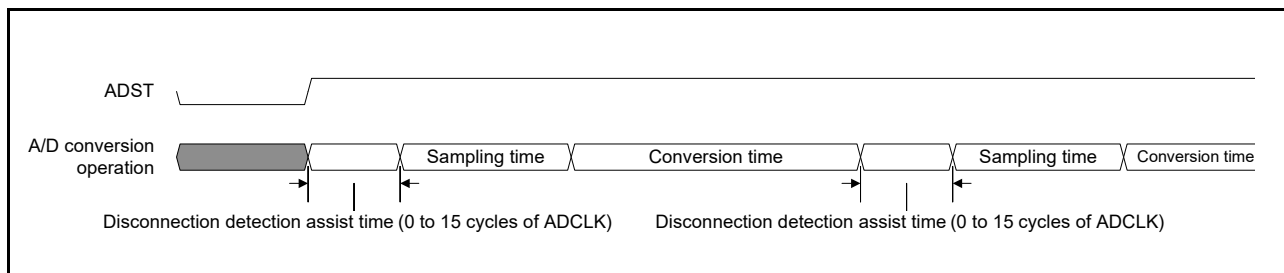 ADST
A/D conversion
operation
Sampling time
Conversion time
Sampling time
Conversion time
Disconnection detection assist time (0 to 15 cycles of ADCLK)
Disconnection detection assist time (0 to 15 cycles of ADCLK)